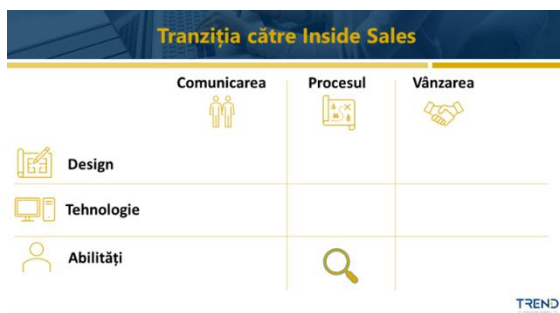 Tranziția către Inside Sales
Comunicarea Procesul Vânzarea
Design
Tehnologie
Abilități
TREND